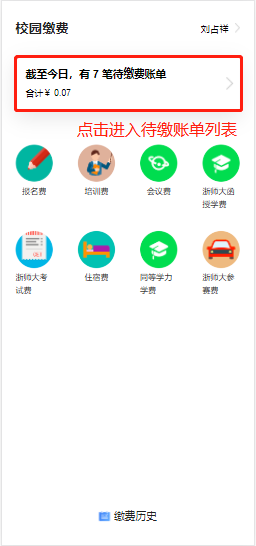 校园缴费
刘占祥
截至今日，有 7 笔待缴费账单
合计￥ 0.07
点击进入待缴账单列表
报名费
培训费
会议费
浙师大函
授学费
浙师大考
试费
住宿费
同等学力
学费
浙师大参
赛费
缴费历史